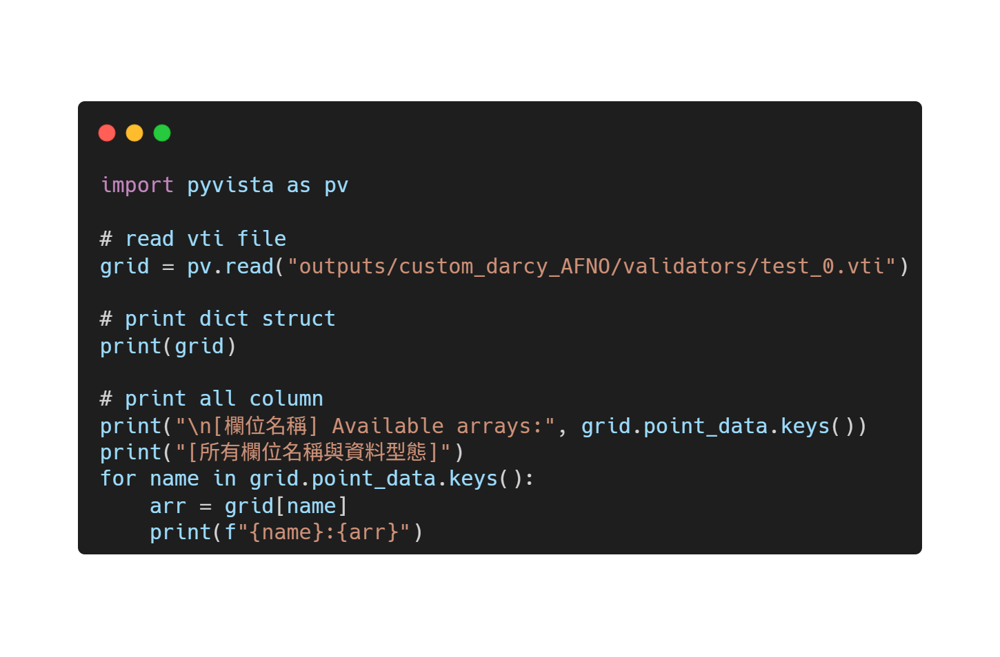 import pyvista as pv
# read vti file
grid = pv.read("outputs/custom_darcy_AFNO/validators/test_0.vti")
# print dict struct
print(grid)
# print all column
print("\n[欄位名稱] Available arrays:", grid.point_data.keys())
print("[所有欄位名稱與資料型態]")
for name in grid.point_data.keys():
    arr = grid[name]
    print(f"{name}:{arr}")